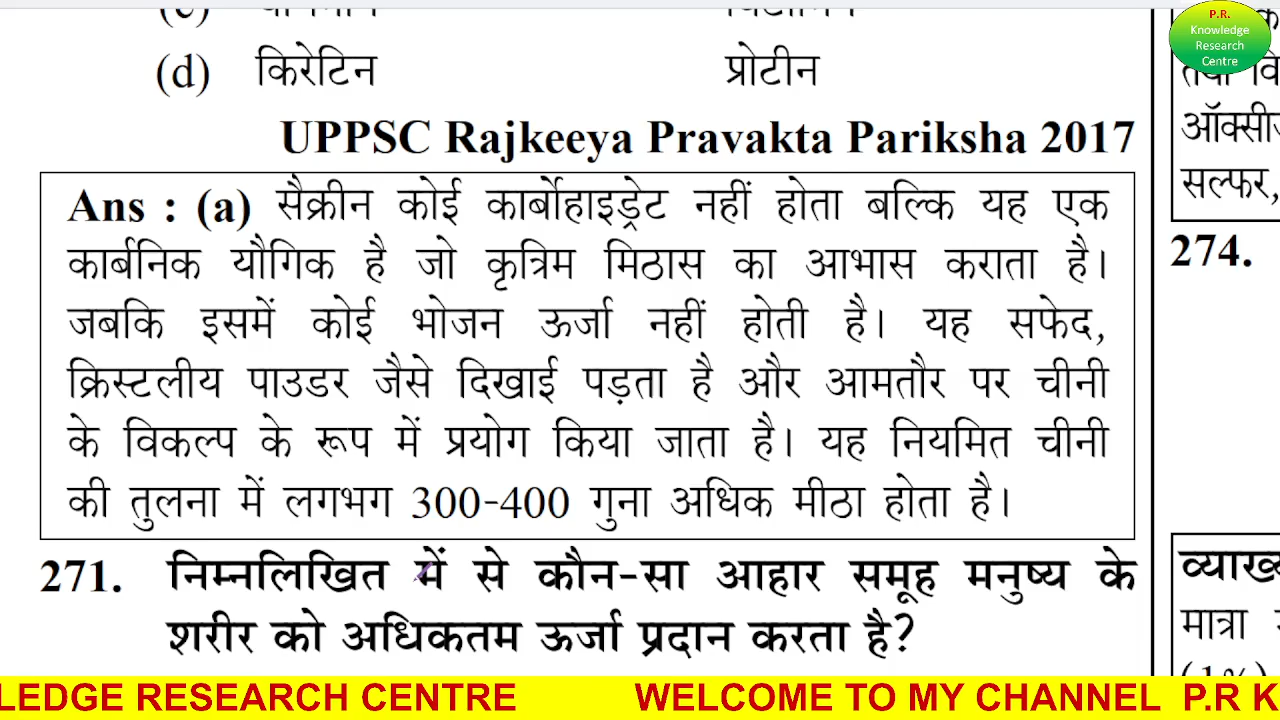 (d) किरेटिन प्रोटीन
UPPSC Rajkeeya Pravakta Pariksha 2017
Ans : (a) सैक्रीन कोई कार्बोहाइड्रेट नहीं होता बल्कि यह एक
कार्बनिक यौगिक है जो कृत्रिम मिठास का आभास कराता है।
जबकि इसमें कोई भोजन ऊर्जा नहीं होती है। यह सफेद,
क्रिस्टलीय पाउडर जैसे दिखाई पड़ता है और आमतौर पर चीनी
के विकल्प के रूप में प्रयोग किया जाता है। यह नियमित चीनी
की तुलना में लगभग 300-400 गुना अधिक मीठा होता है।
271. निम्नलिखित में से कौन-सा आहार समूह मनुष्य के
शरीर को अधिकतम ऊर्जा प्रदान करता है?
P.R.
Knowledge
Research
Centre
सल्फर,
274.
मात्रा
LEDGE RESEARCH CENTRE WELCOME TO MY CHANNEL P.R K